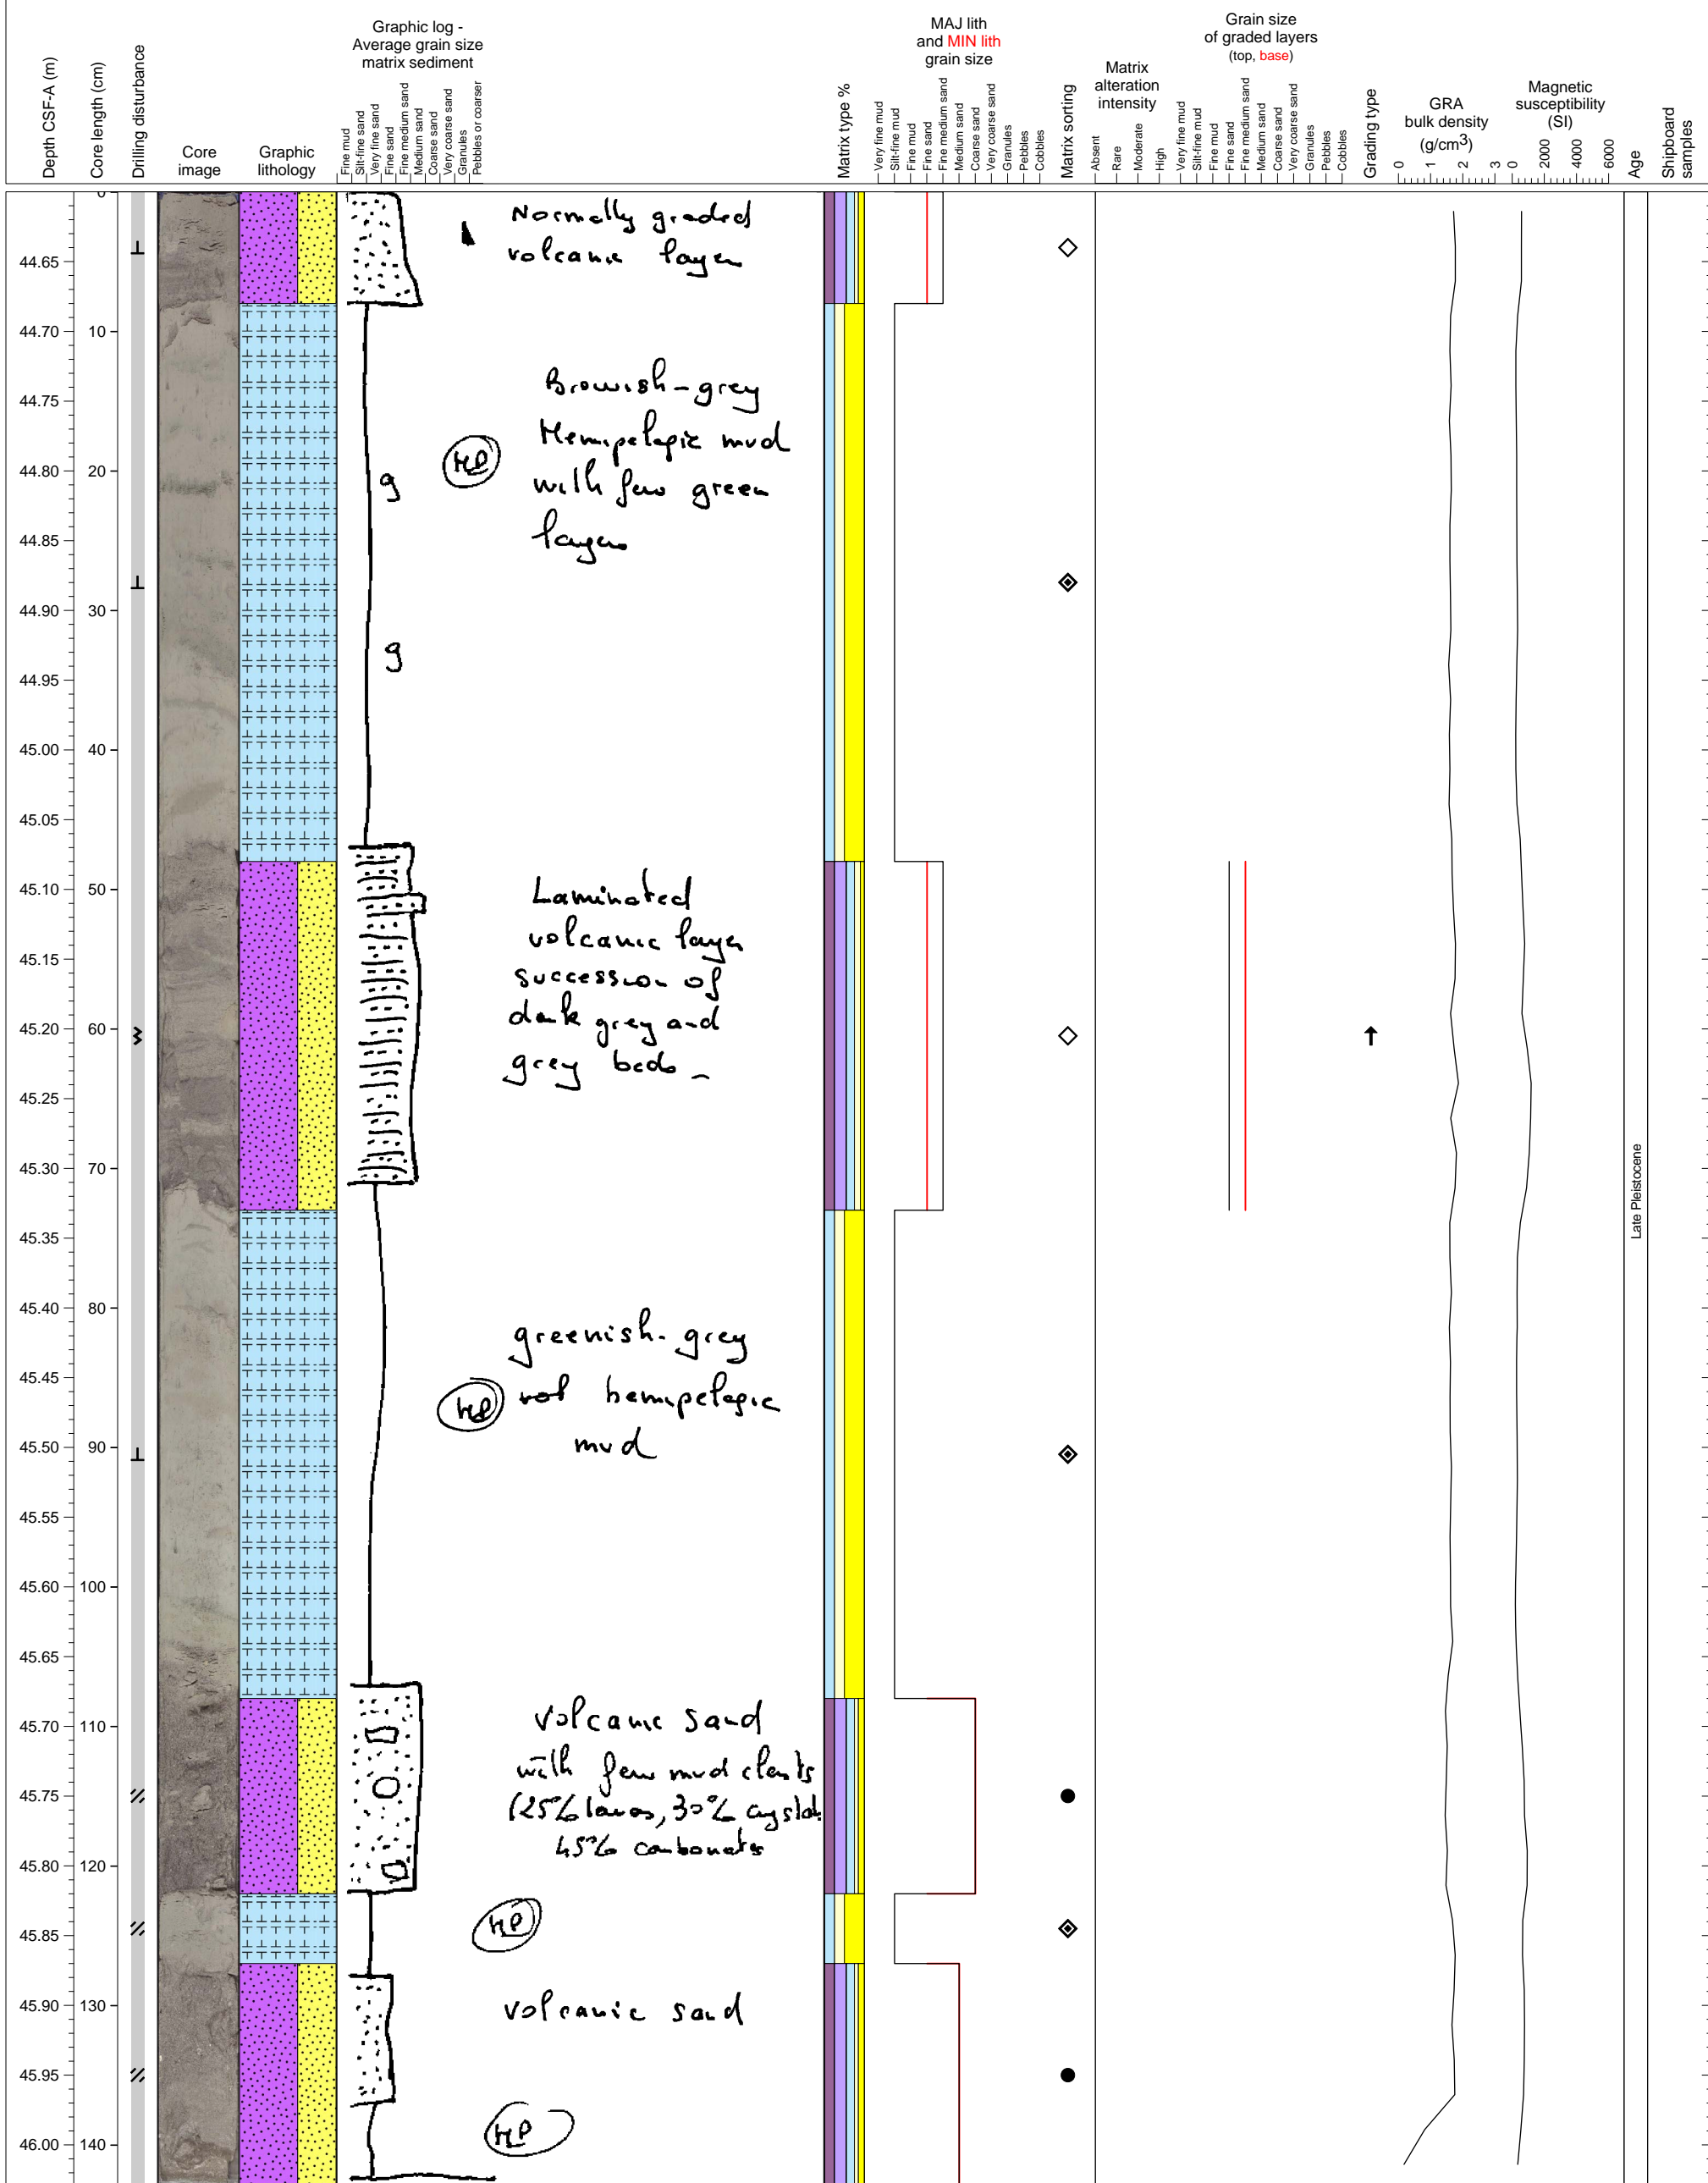 Depth CSF-A (m)
Core length (cm)
Drilling disturbance
Core
image
Graphic
lithology
Graphic log -
Average grain size
matrix sediment
Fine mud
Silt-fine sand
Very fine sand
Fine sand
Fine medium sand
Medium sand
Coarse sand
Very coarse sand
Granules
Pebbles or coarser
Matrix type %
MAJ lith
and MIN lith
grain size
Very fine mud
Silt-fine mud
Fine mud
Fine sand
Fine medium sand
Medium sand
Coarse sand
Very coarse sand
Granules
Pebbles
Cobbles
Matrix sorting
Matrix
alteration
intensity
Absent
Rare
Moderate
High
Grain size
of graded layers
(top, base)
Very fine mud
Silt-fine mud
Fine mud
Fine sand
Fine medium sand
Medium sand
Coarse sand
Very coarse sand
Granules
Pebbles
Cobbles
Grading type
GRA
bulk density
(g/cm3)
0 1 2 3
Magnetic
susceptibility
(SI)
0 2000 4000 6000
Age
Shipboard
samples
0
44.65
44.70 10
44.75
44.80 20
44.85
44.90 30
44.95
45.00 40
45.05
45.10 50
45.15
45.20 60
45.25
45.30 70
45.35
45.40 80
45.45
45.50 90
45.55
45.60 100
45.65
45.70 110
45.75
45.80 120
45.85
45.90 130
45.95
46.00 140
Normally graded
volcanic layer
Browish-grey
Hemipelagic mud
HP
with few green
layers
g
g
Laminated
volcanic layer
succession of
dark grey and
grey beds -
greenish-grey
HP hemipelagic
mud
volcanic sand
with few mud clasts
(25% lavas, 30% crystal
45% carbonates
HP
volcanic sand
HP
Late Pleistocene